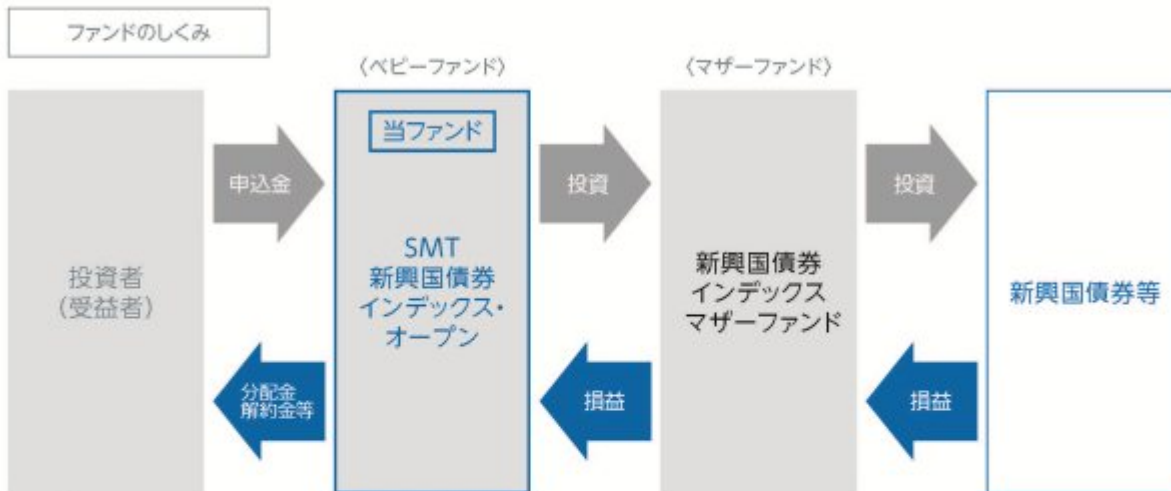 ファンドのしくみ
〈ベビーファンド〉
〈マザーファンド〉
投資者
(受益者)
申込金
分配金
解約金等
当ファンド
SMT
新興国債券
インデックス・
オープン
投資
損益
新興国債券
インデックス
マザーファンド
投資
損益
新興国債券等